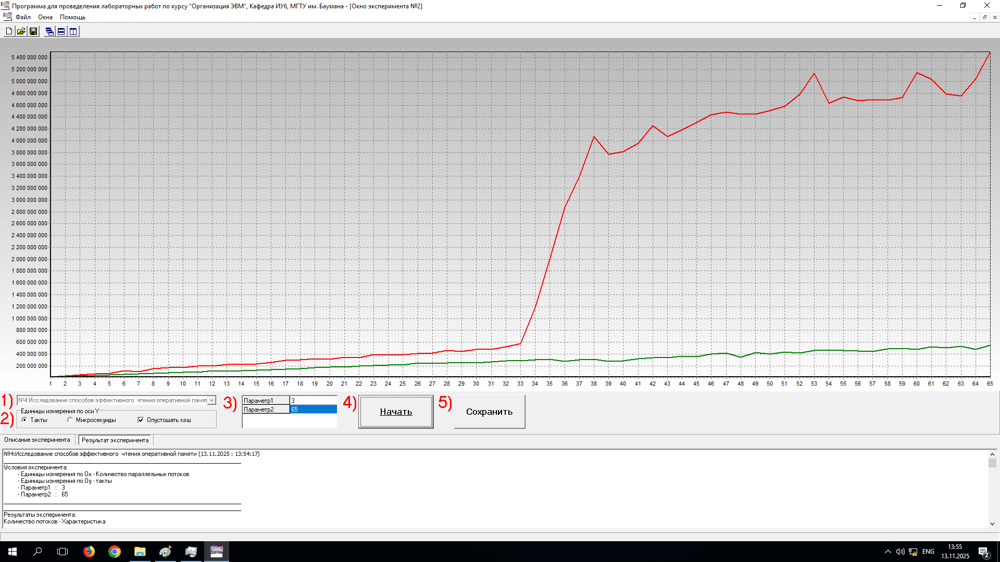 Программа для проведеления лабораторных работ по курсу "Организация ЭВМ", Кафедра ИУ6, МГТУ им. Баумана - [Окно эксперимента №2]
Файл Окна Помощь
5 400 000 000
5 200 000 000
5 000 000 000
4 800 000 000
4 600 000 000
4 400 000 000
4 200 000 000
4 000 000 000
3 800 000 000
3 600 000 000
3 400 000 000
3 200 000 000
3 000 000 000
2 800 000 000
2 600 000 000
2 400 000 000
2 200 000 000
2 000 000 000
1 800 000 000
1 600 000 000
1 400 000 000
1 200 000 000
1 000 000 000
800 000 000
600 000 000
400 000 000
200 000 000
1 2 3 4 5 6 7 8 9 10 11 12 13 14 15 16 17 18 19 20 21 22 23 24 25 26 27 28 29 30 31 32 33 34 35 36 37 38 39 40 41 42 43 44 45 46 47 48 49 50 51 52 53 54 55 56 57 58 59 60 61 62 63 64 65
1) №4:Исследование способов эффективного чтения оперативной памят
2) Единицы измерения по оси Y
Такты Микросекунды Опустошать кэш
3) Параметр1 3
Параметр2 65
4) Начать
5) Сохранить
Описание эксперимента Результат эксперимента
№4:Исследование способов эффективного чтения оперативной памяти (13.11.2025 : 13:54:17)
Условия эксперимента:
- Единицы измерения по Ox - Количество параллельных потоков
- Единицы измерения по Oy - такты
- Параметр1 : 3
- Параметр2 : 65
Результаты эксперимента:
Количество потоков - Характеристика
ENG
13:55
13.11.2025
2